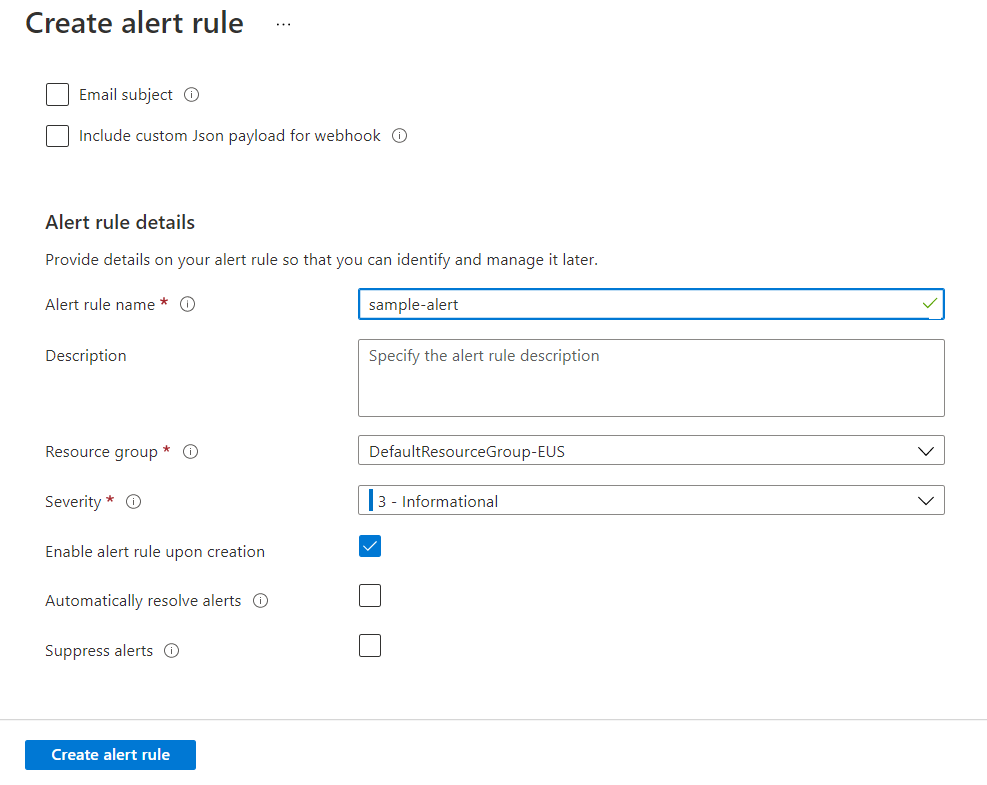 Create alert rule ...
Email subject
Include custom Json payload for webhook
Alert rule details
Provide details on your alert rule so that you can identify and manage it later.
Alert rule name * sample-alert
Description Specify the alert rule description
Resource group * DefaultResourceGroup-EUS
Severity * 3 - Informational
Enable alert rule upon creation
Automatically resolve alerts
Suppress alerts
Create alert rule